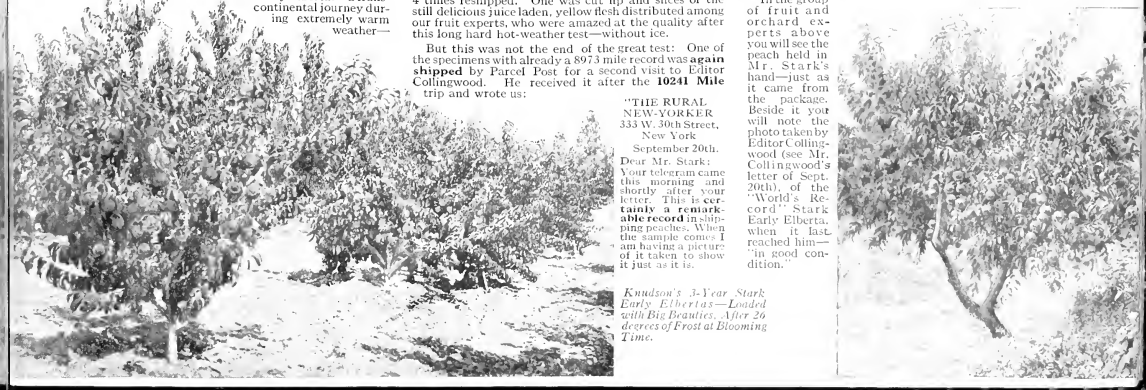 continental journey dur-
ing extremely warm
weather—
4 times reshipped. One was cut up and slices of the
still delicious juice laden, yellow flesh distributed among
our fruit experts, who were amazed at the quality after
this long hard hot-weather test—without ice.
But this was not the end of the great test: One of
the specimens with already a 8973 mile record was again
shipped by Parcel Post for a second visit to Editor
Collingwood. He received it after the 10241 Mile
trip and wrote us:
"THE RURAL
NEW-YORKER
333 W. 30th Street,
New York
September 20th.
Dear Mr. Stark:
Your telegram came
this morning and
shortly after your
letter. This is cer-
tainly a remark-
able record in ship-
ping peaches. When
the sample comes I
am having a picture
of it taken to show
it just as it is.
Knudson's 3-Year Stark
Early Elbertas—Loaded
with Big Beauties. After 26
degrees of Frost at Blooming
Time.
In the group
of fruit and
orchard ex-
perts above
you will see the
peach held in
Mr. Stark's
hand—just as
it came from
the package.
Beside it you
will note the
photo taken by
Editor Colling-
wood (see Mr.
Collingwood's
letter of Sept.
20th), of the
"World's Re-
cord" Stark
Early Elberta.
when it last
reached him—
"in good con-
dition."